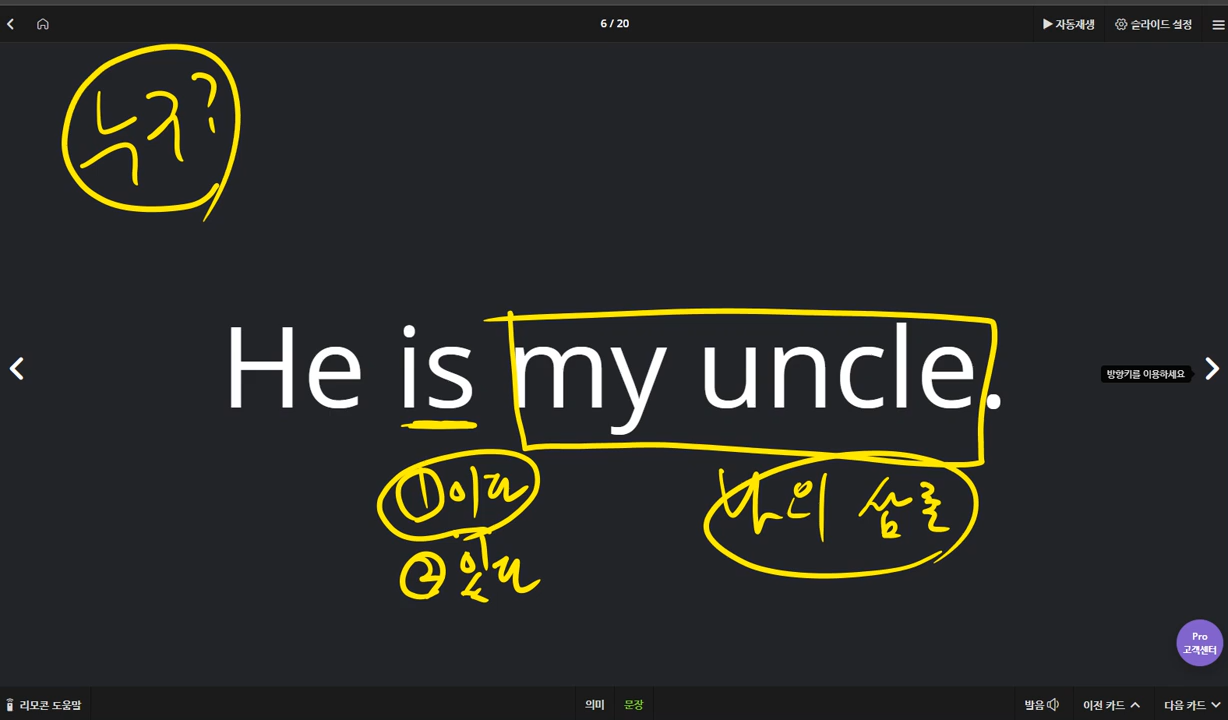 6 / 20
▶ 자동재생
슬라이드 설정
누구?
He is my uncle.
방향키를 이용하세요
① 이다
나의 삼촌
② 있다
Pro
고객센터
리모콘 도움말
의미
문장
발음
이전 카드
다음 카드